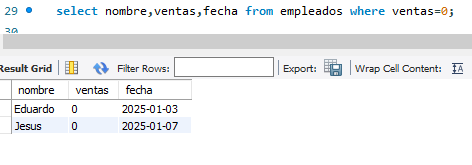 29 select nombre,ventas,fecha from empleados where ventas=0;
30
Result Grid Filter Rows: Export: Wrap Cell Content:
nombre ventas fecha
Eduardo 0 2025-01-03
Jesus 0 2025-01-07